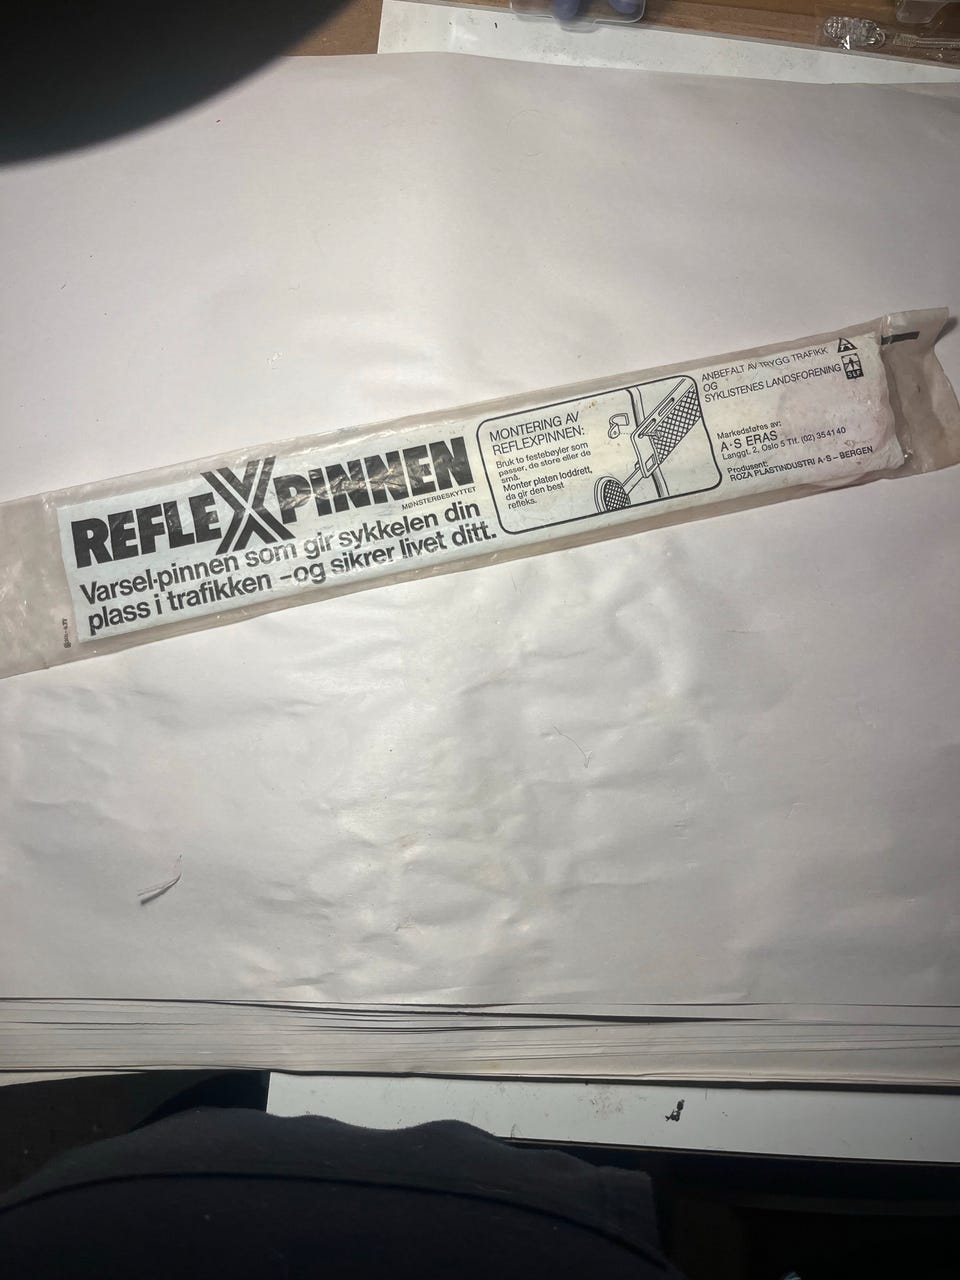 REFLEXPINNEN
MØNSTERBESKYTTET
Varsel-pinnen som gir sykkelen din
plass i trafikken –og sikrer livet ditt.
MONTERING AV
REFLEXPINNEN:
Bruk to festebøyler som
passer, de store eller de
små.
Monter platen loddrett,
da gir den best
refleks.
ANBEFALT AV TRYGG TRAFIKK
OG
SYKLISTENES LANDSFORENING
SLF
Markedsføres av:
A·S ERAS
Langgt. 2, Oslo 5 Tlf. (02) 35 41 40
Produsent:
ROZA PLASTINDUSTRI A·S – BERGEN